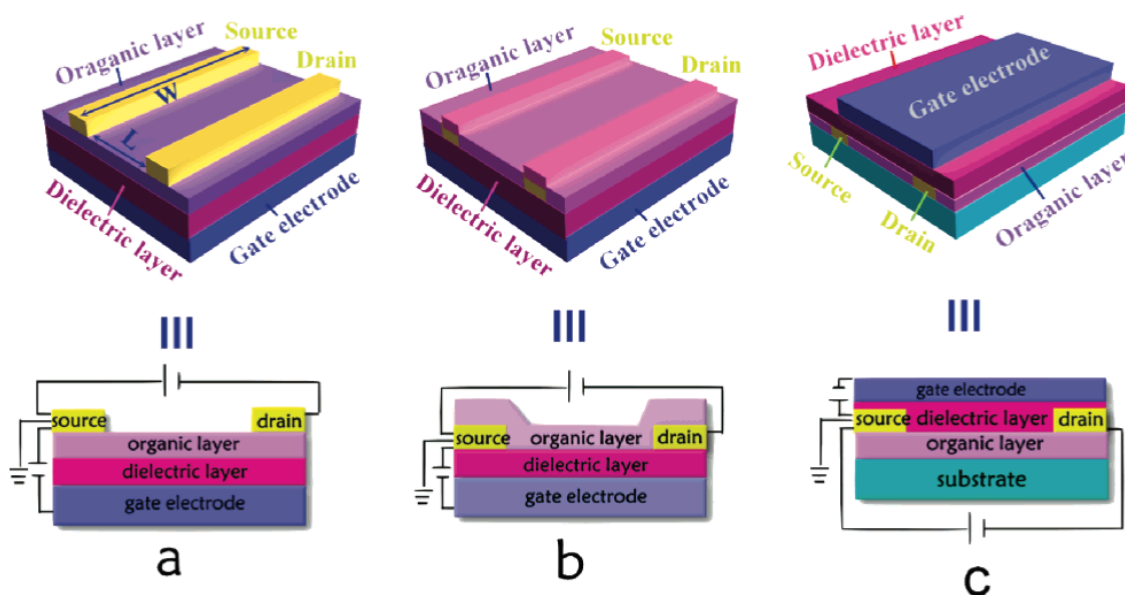 Oraganic layer
Source
Drain
W
L
Dielectric layer
Gate electrode
Oraganic layer
Source
Drain
Dielectric layer
Gate electrode
Dielectric layer
Gate electrode
Source
Drain
Oraganic layer
source
drain
organic layer
dielectric layer
gate electrode
a
source
organic layer
drain
dielectric layer
gate electrode
b
gate electrode
source
dielectric layer
drain
organic layer
substrate
c